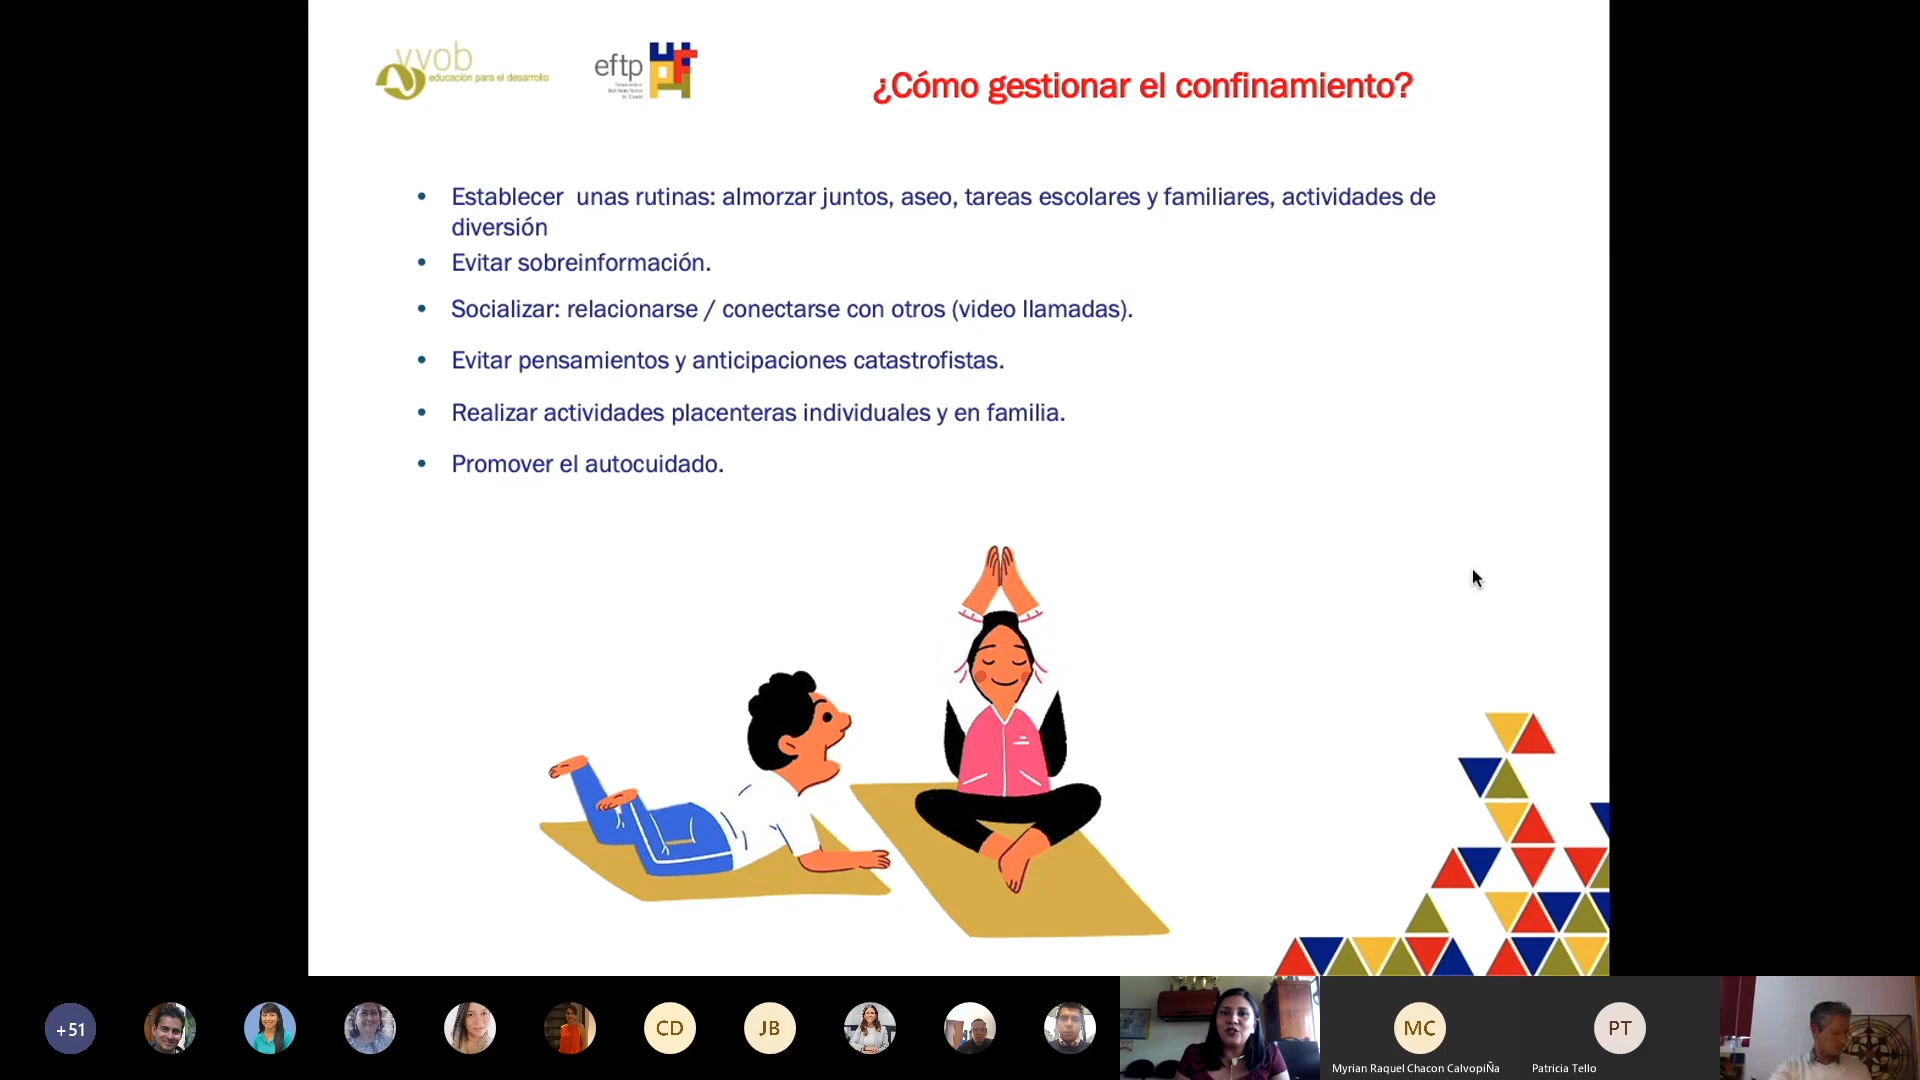 vvob
educación para el desarrollo
eftp
¿Cómo gestionar el confinamiento?
• Establecer unas rutinas: almorzar juntos, aseo, tareas escolares y familiares, actividades de
diversión
• Evitar sobreinformación.
• Socializar: relacionarse / conectarse con otros (video llamadas).
• Evitar pensamientos y anticipaciones catastrofistas.
• Realizar actividades placenteras individuales y en familia.
• Promover el autocuidado.
+51
CD
JB
MC
PT
Myrian Raquel Chacon CalvopiÑa
Patricia Tello